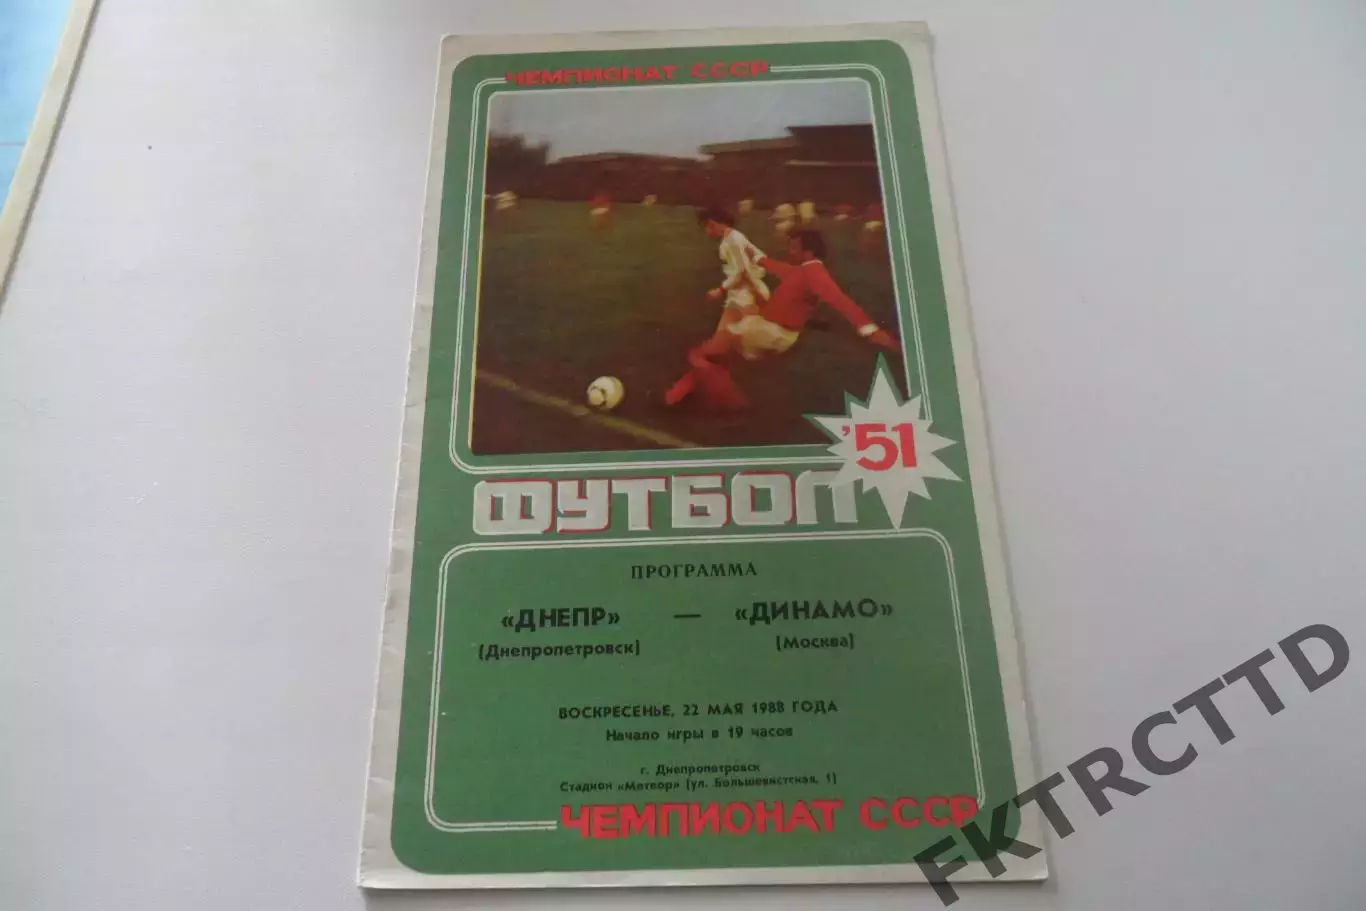 ЧЕМПИОНАТ СССР
'51
ФУТБОЛ
ПРОГРАММА
«ДНЕПР» — «ДИНАМО»
(Днепропетровск) (Москва)
ВОСКРЕСЕНЬЕ, 22 МАЯ 1988 ГОДА
Начало игры в 19 часов
г. Днепропетровск
Стадион «Метеор» (ул. Большевистская, 1)
ЧЕМПИОНАТ СССР
FKTRCTTD